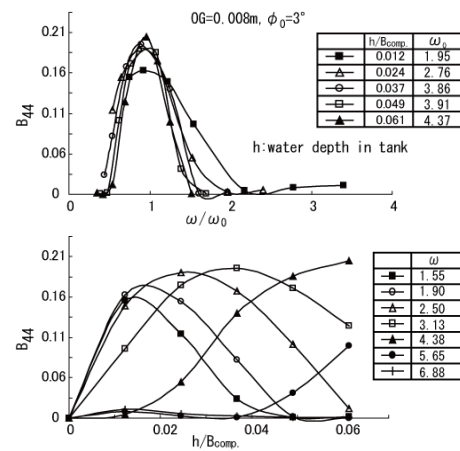 OG=0.008m, ϕ₀=3°
h/Bcomp. ω₀
0.012 1.95
0.024 2.76
0.037 3.86
0.049 3.91
0.061 4.37
h:water depth in tank
B₄₄
0.21
0.16
0.11
0.06
0
0 1 2 3 4
ω/ω₀
ω
1.55
1.90
2.50
3.13
4.38
5.65
6.88
B₄₄
0.21
0.16
0.11
0.06
0
0 0.02 0.04 0.06
h/Bcomp.